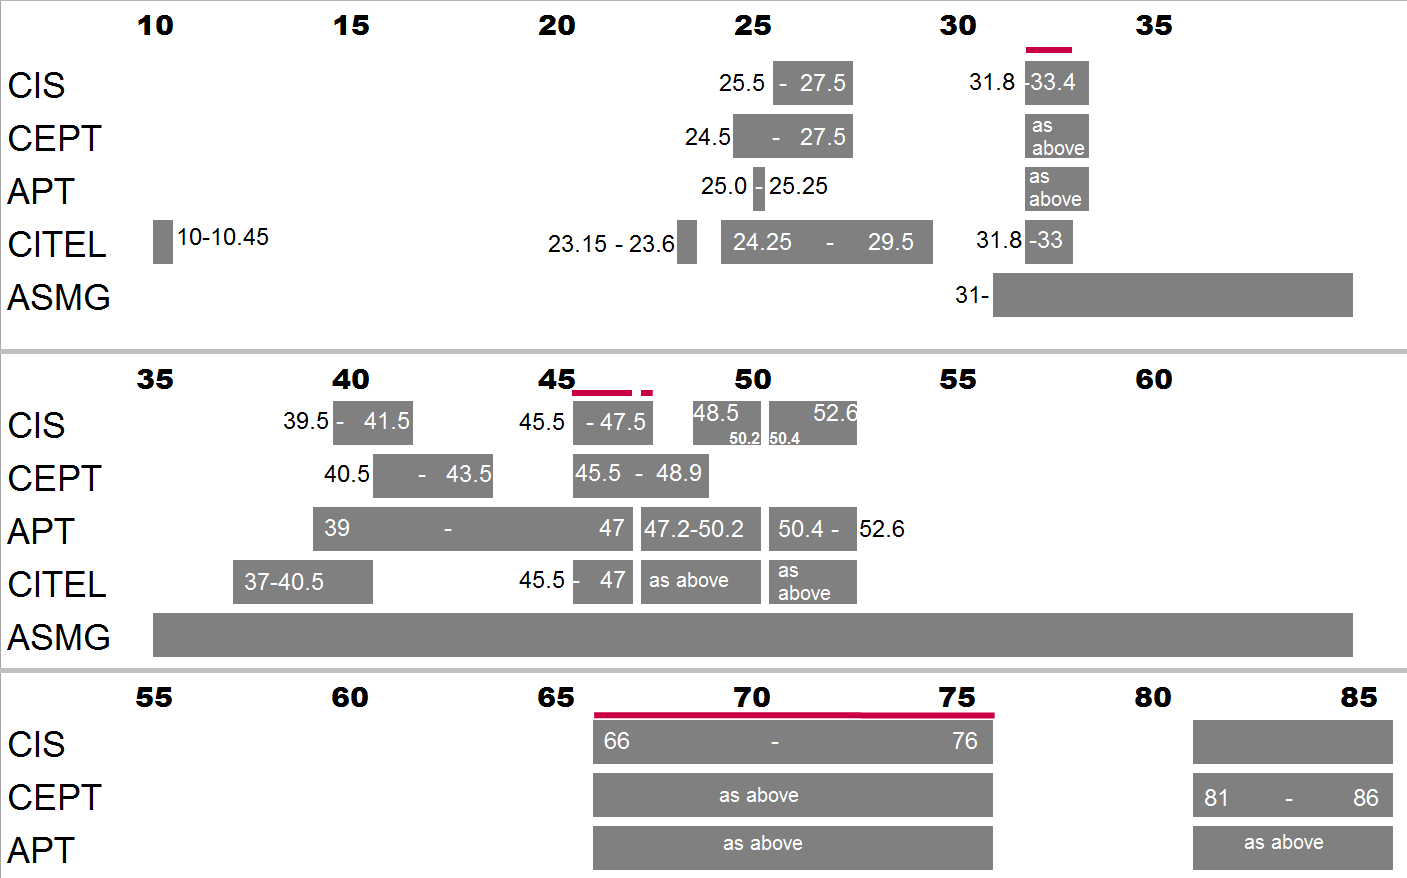 10 15 20 25 30 35
CIS 25.5 - 27.5 31.8 -33.4
CEPT 24.5 - 27.5 as above
APT 25.0 - 25.25 as above
CITEL 10-10.45 23.15 - 23.6 24.25 - 29.5 31.8 -33
ASMG 31-
35 40 45 50 55 60
CIS 39.5 - 41.5 45.5 - 47.5 48.5 50.2 50.4 52.6
CEPT 40.5 - 43.5 45.5 - 48.9
APT 39 - 47 47.2-50.2 50.4 - 52.6
CITEL 37-40.5 45.5 - 47 as above as above
ASMG
55 60 65 70 75 80 85
CIS 66 - 76
CEPT as above 81 - 86
APT as above as above